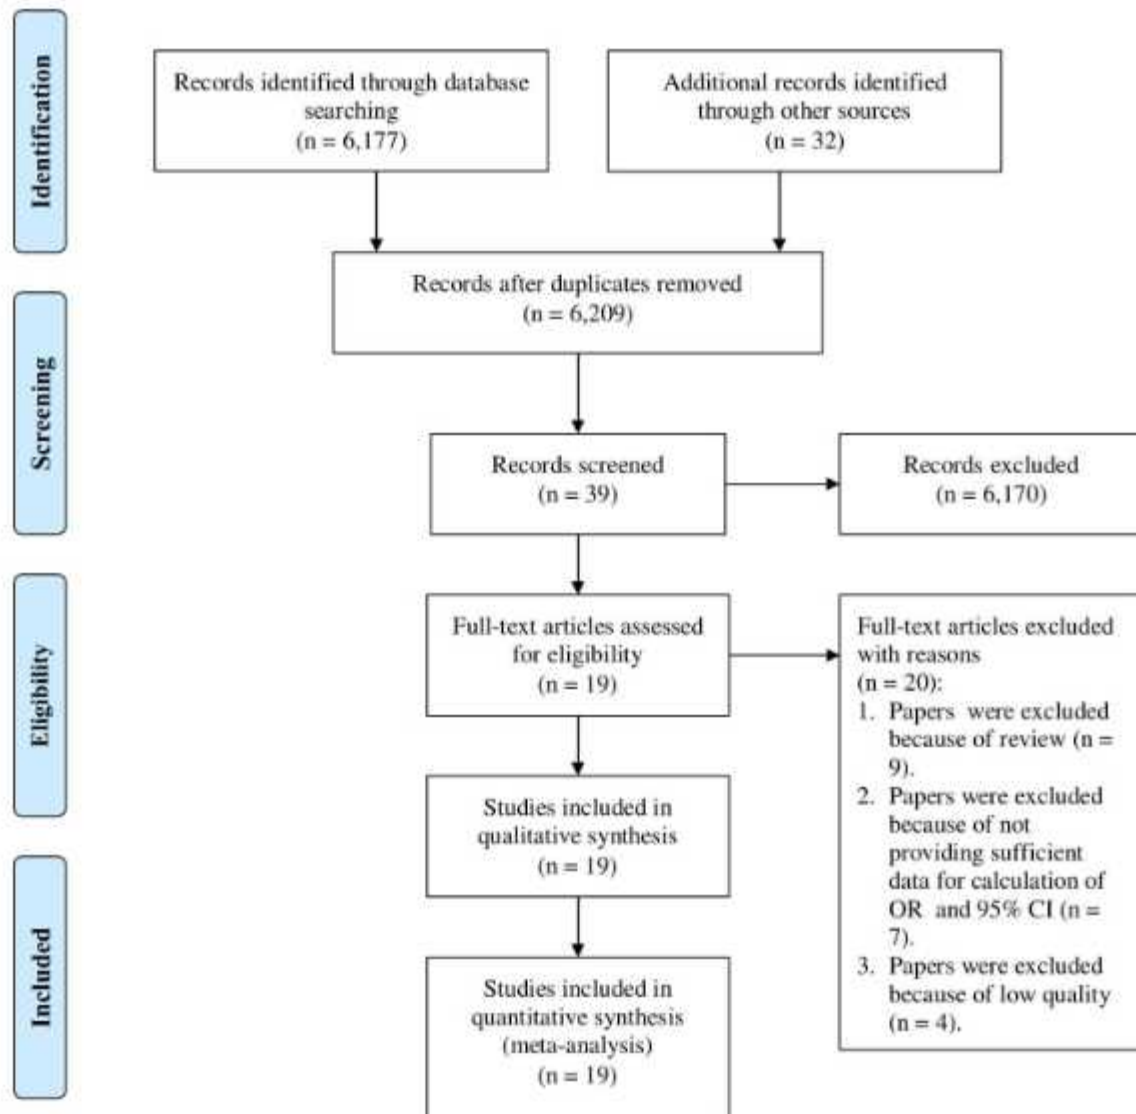 Identification
Records identified through database
searching
(n = 6,177)
Additional records identified
through other sources
(n = 32)
Records after duplicates removed
(n = 6,209)
Screening
Records screened
(n = 39)
Records excluded
(n = 6,170)
Eligibility
Full-text articles assessed
for eligibility
(n = 19)
Full-text articles excluded
with reasons
(n = 20):
1. Papers were excluded
because of review (n =
9).
2. Papers were excluded
because of not
providing sufficient
data for calculation of
OR and 95% CI (n =
7).
3. Papers were excluded
because of low quality
(n = 4).
Studies included in
qualitative synthesis
(n = 19)
Included
Studies included in
quantitative synthesis
(meta-analysis)
(n = 19)